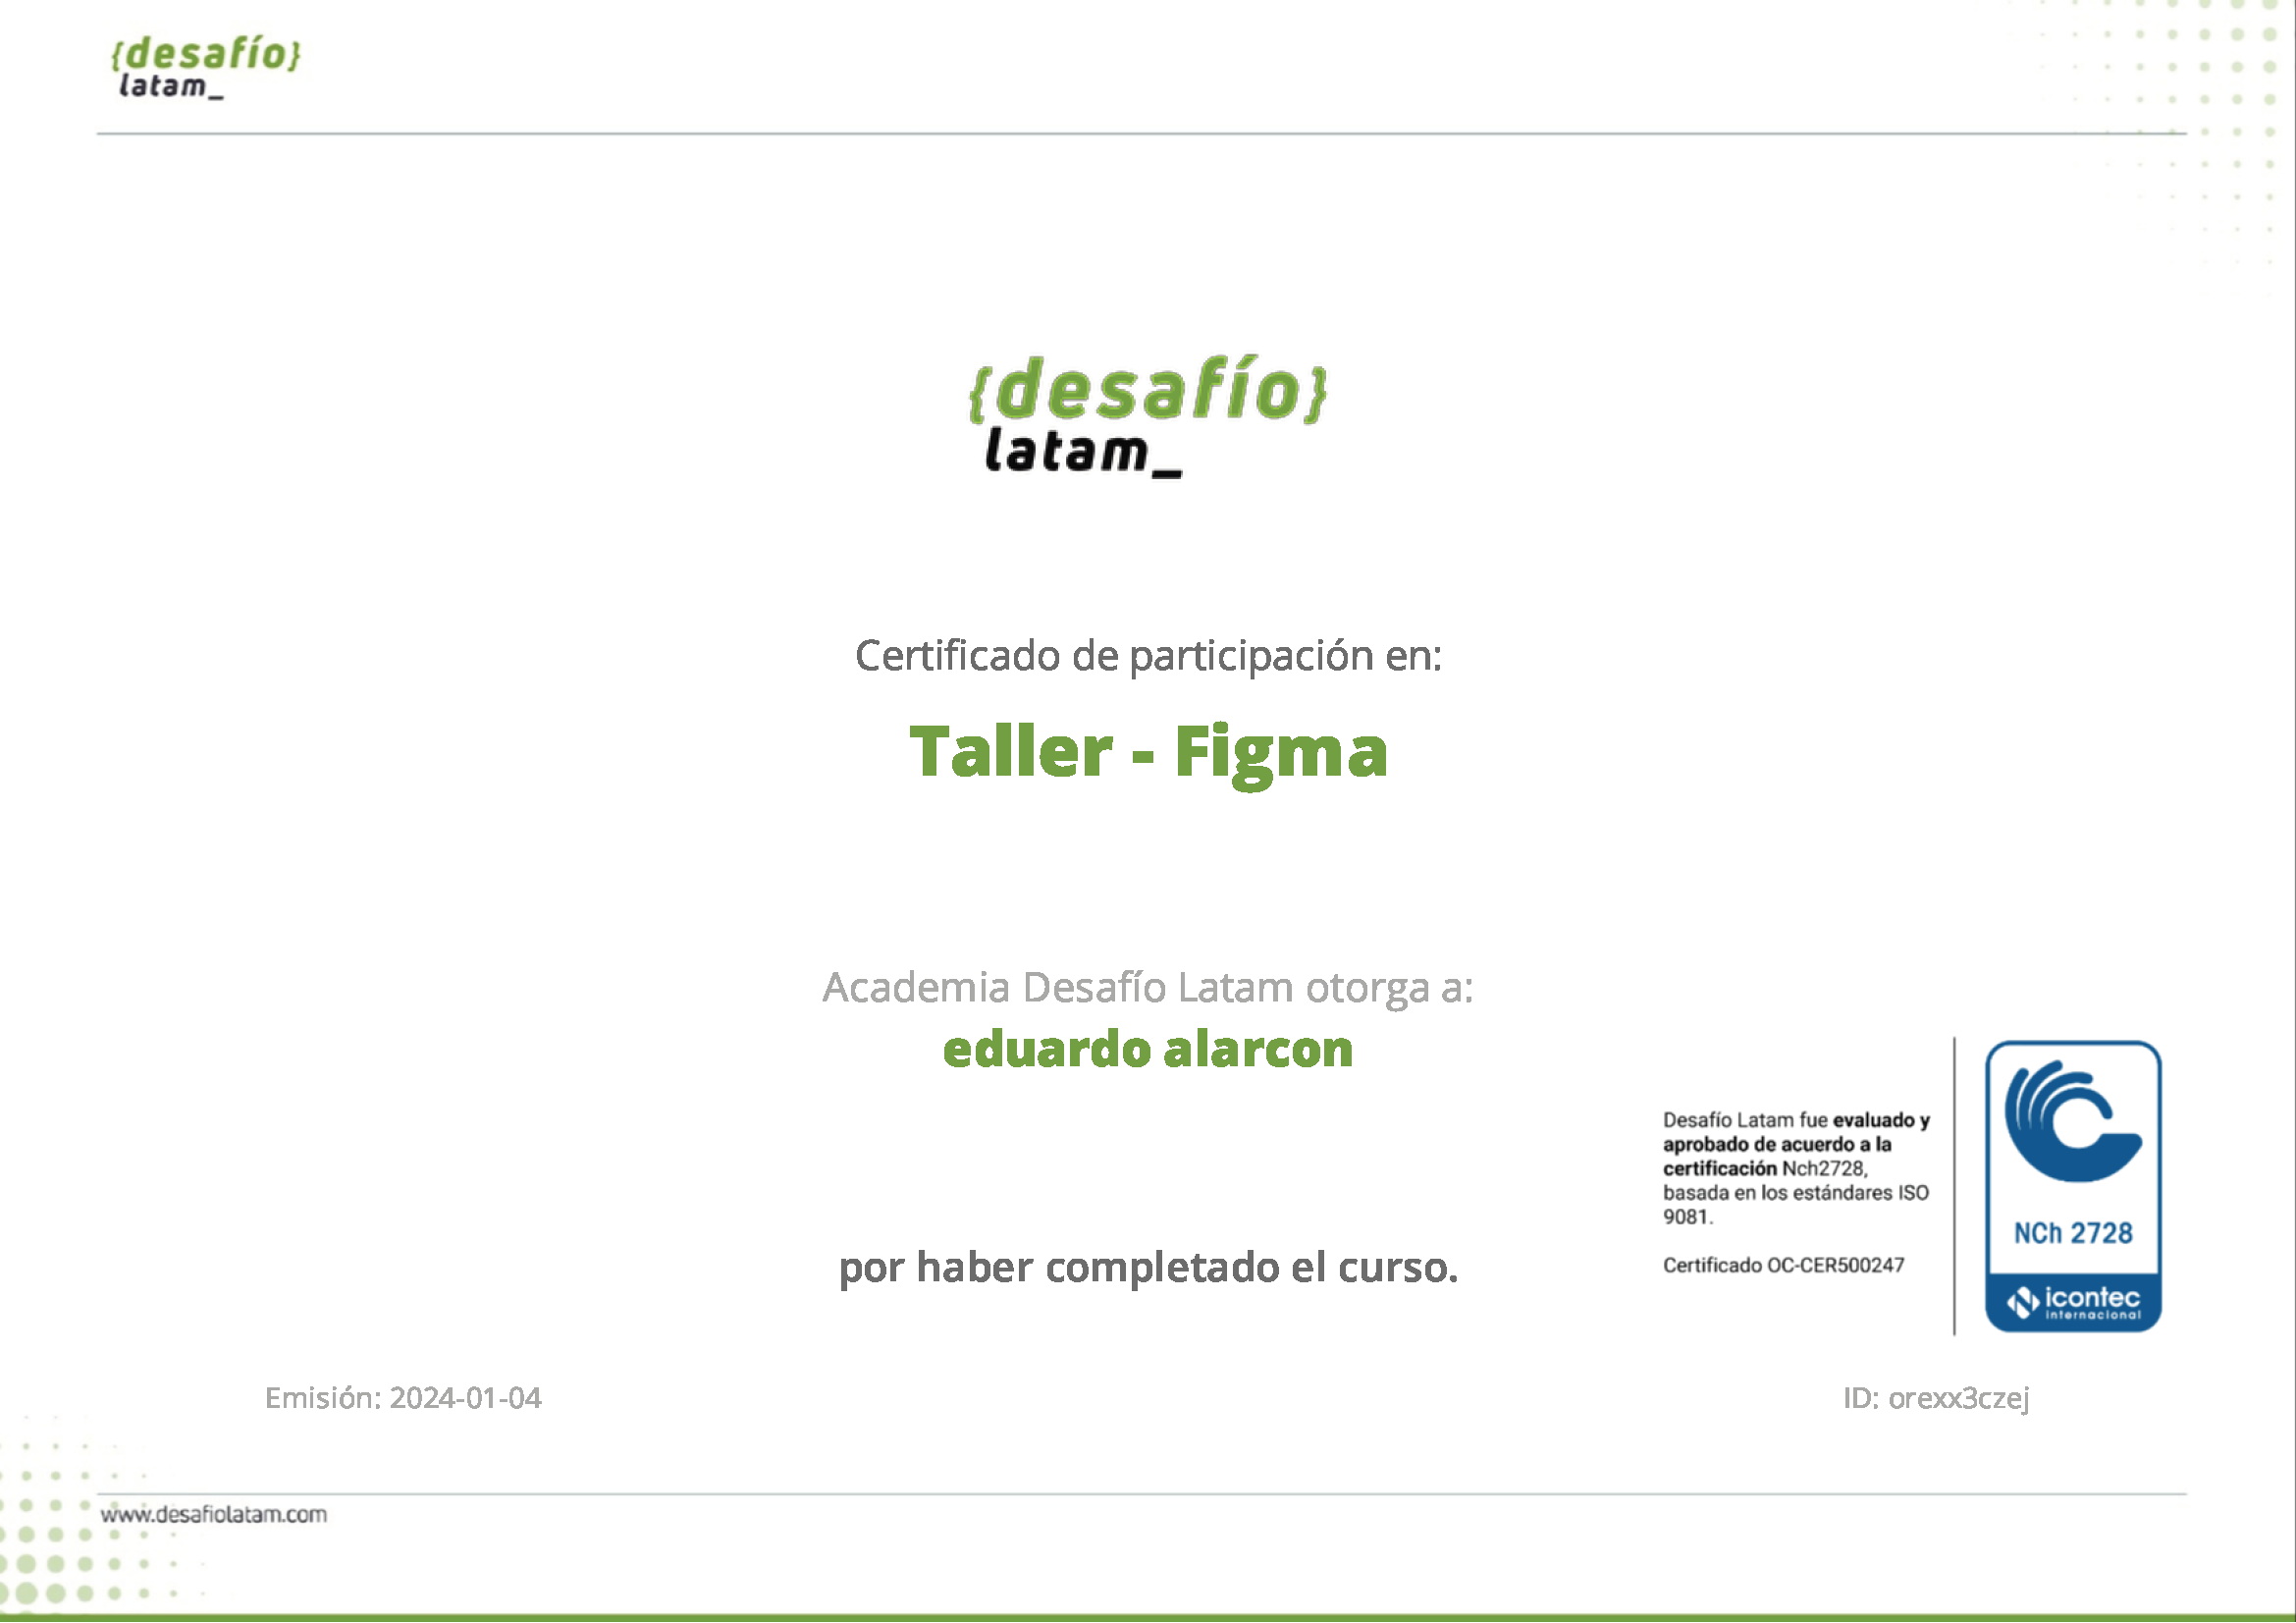 {desafío}
latam_
{desafío}
latam_
Certificado de participación en:
Taller - Figma
Academia Desafío Latam otorga a:
eduardo alarcon
Desafío Latam fue evaluado y
aprobado de acuerdo a la
certificación Nch2728,
basada en los estándares ISO
9081.
Certificado OC-CER500247
NCh 2728
icontec
internacional
por haber completado el curso.
Emisión: 2024-01-04
ID: orexx3czej
www.desafiolatam.com